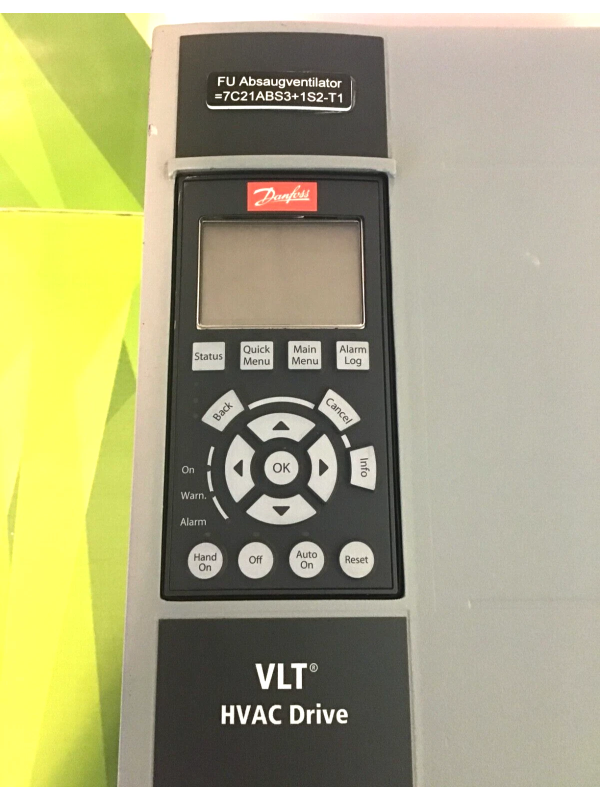 FU Absaugventilator
=7C21ABS3+1S2-T1
Danfoss
Status
Quick
Menu
Main
Menu
Alarm
Log
Back
Cancel
Info
OK
On
Warn.
Alarm
Hand
On
Off
Auto
On
Reset
VLT®
HVAC Drive